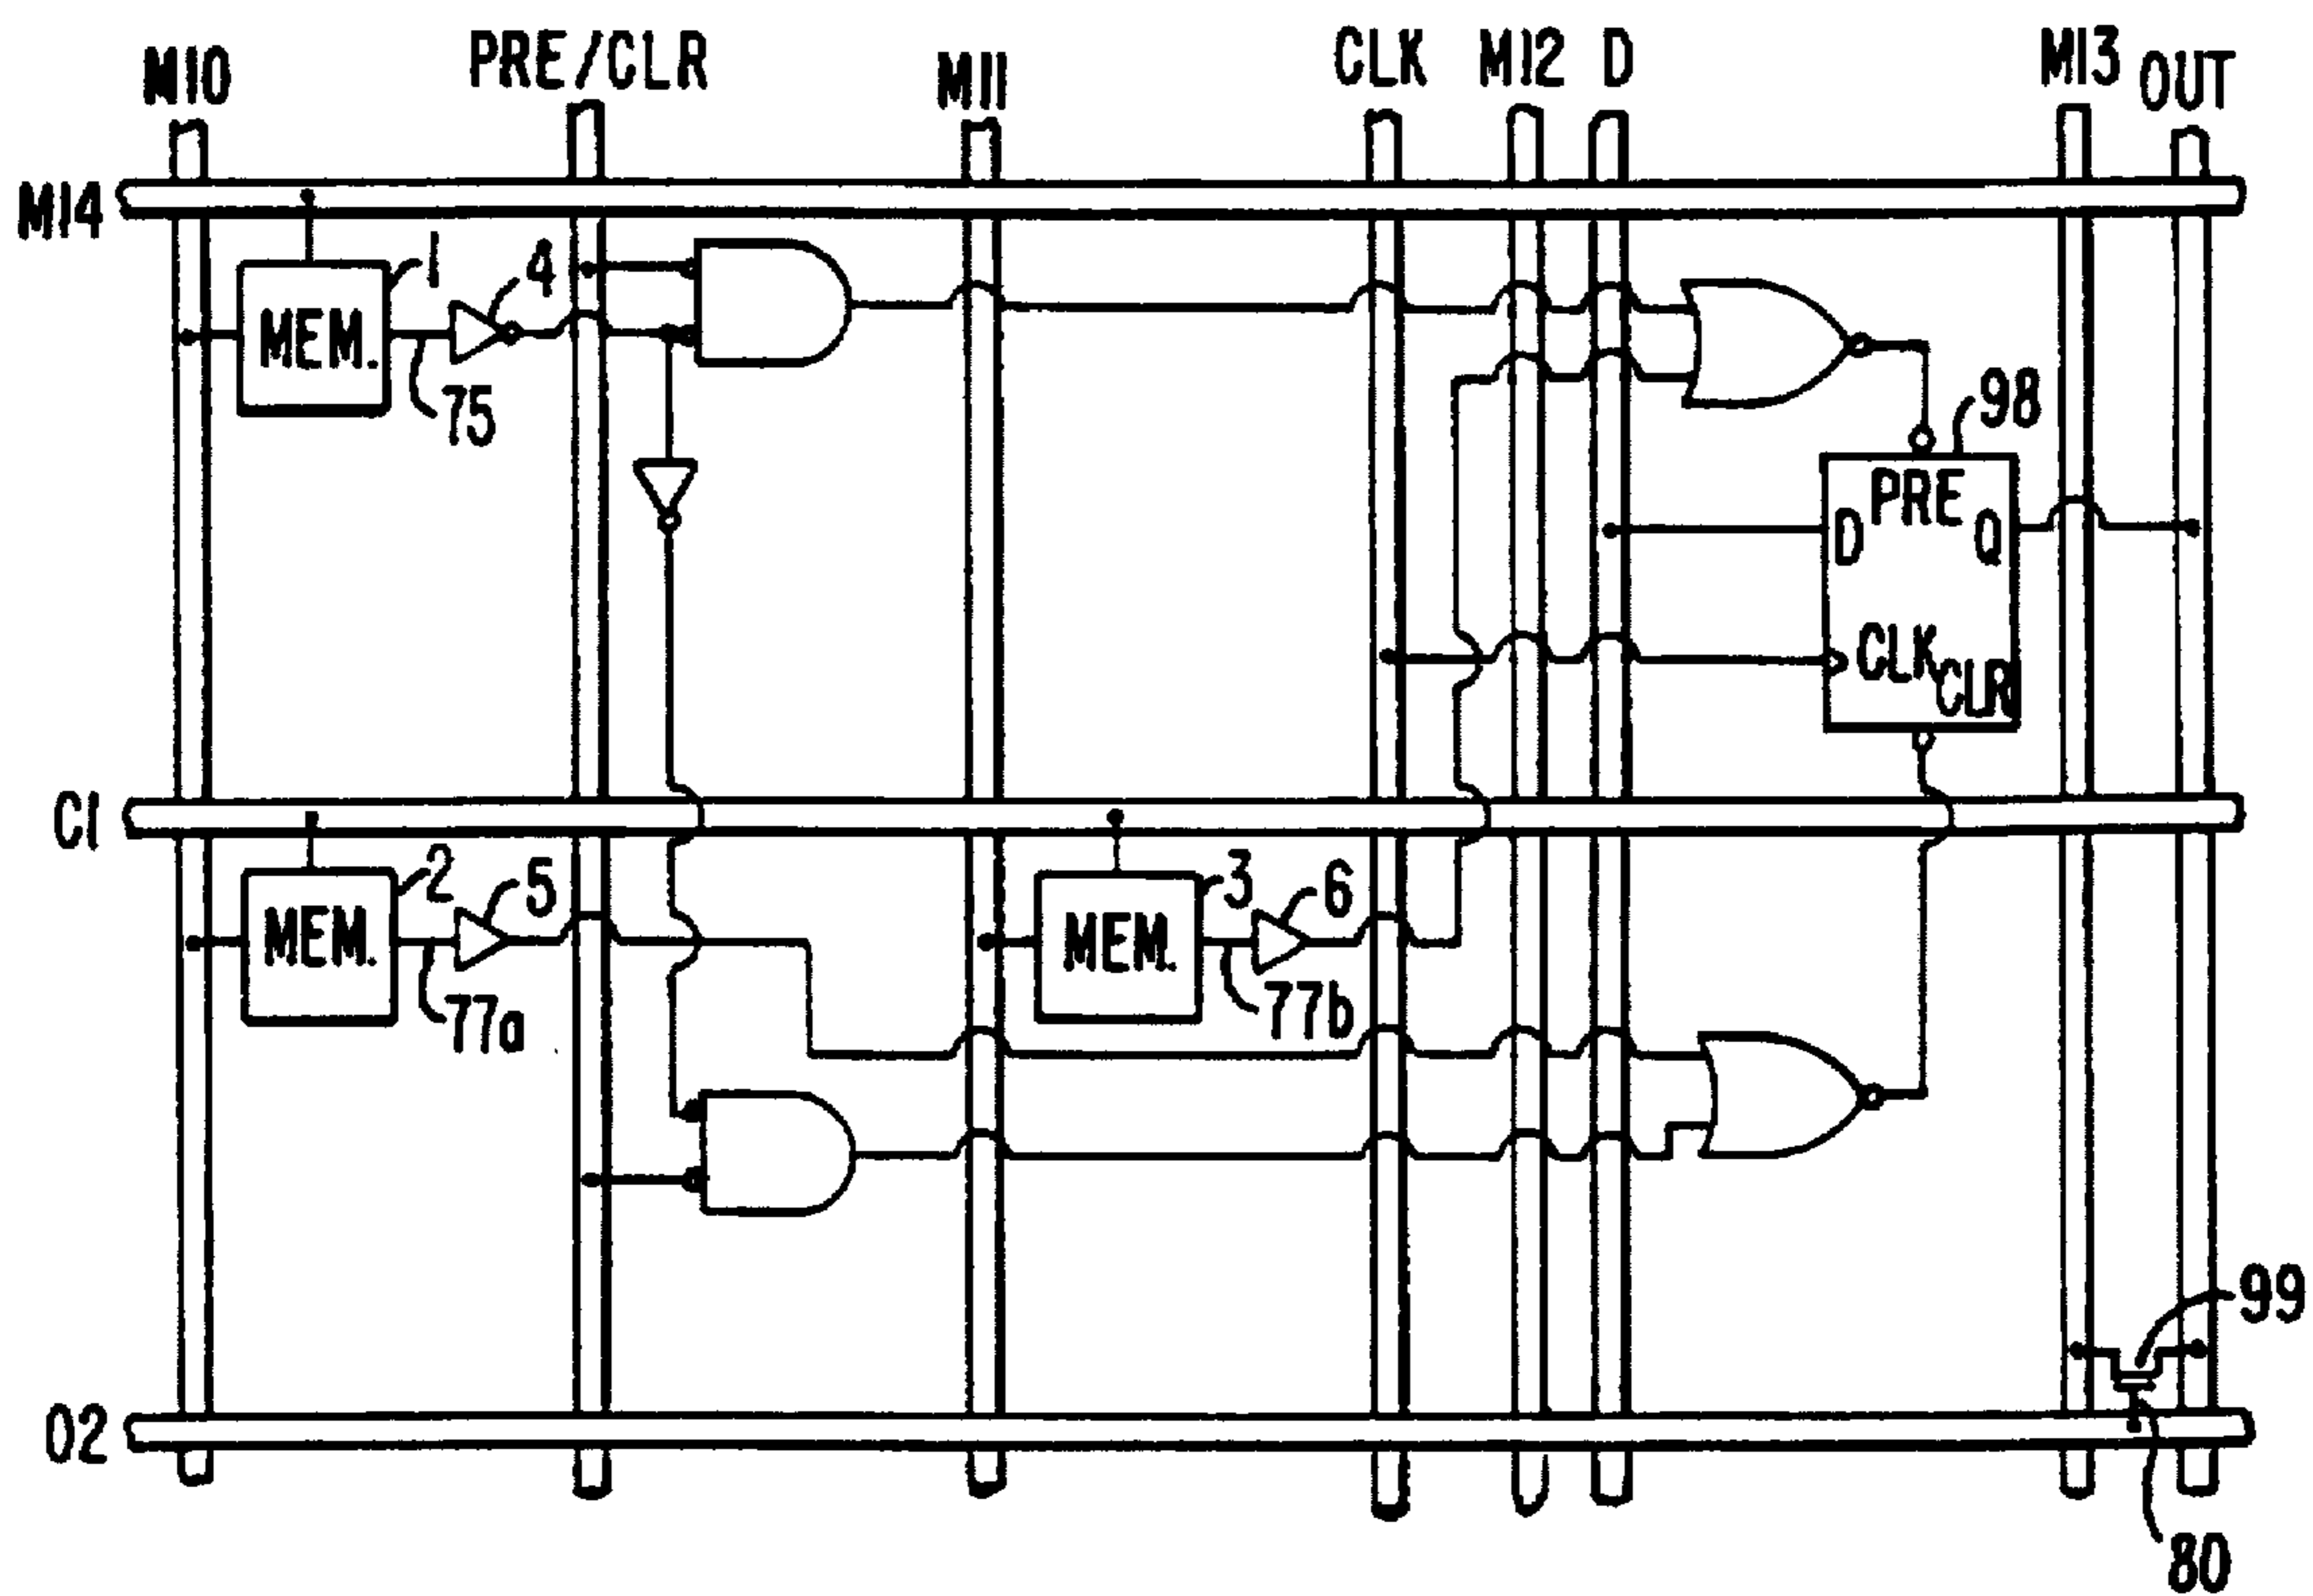 M10
PRE/CLR
M11
CLK
M12
D
M13
OUT
M14
1
4
MEM.
75
98
PRE
D
Q
CLK
CLR
C1
2
5
3
6
MEM.
MEM.
77a
77b
99
02
80